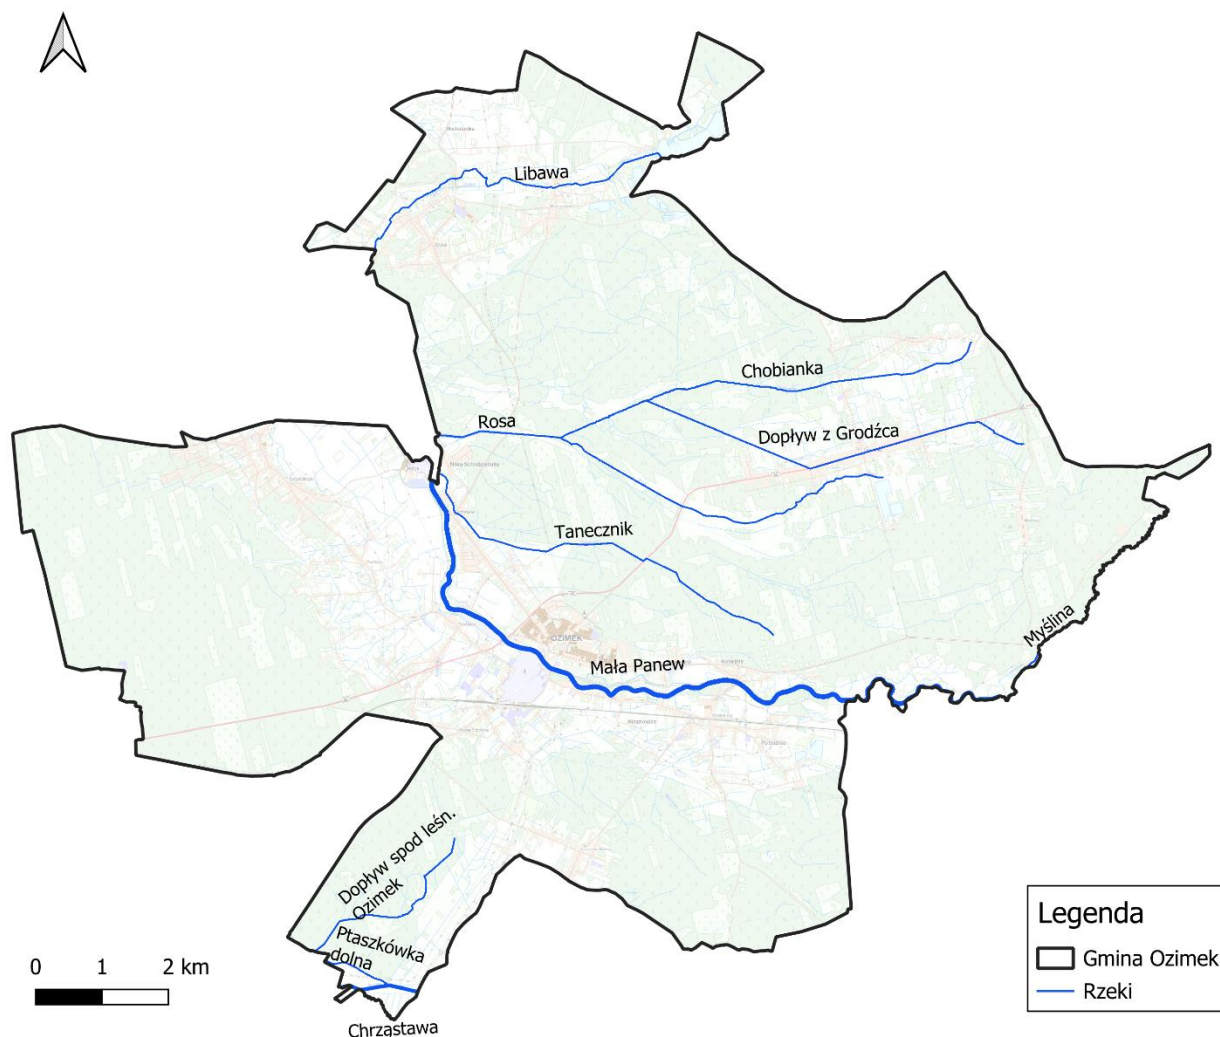 Libawa
Chobianka
Rosa
Dopływ z Grodźca
Tanecznik
OZIMEK
Myślina
Mała Panew
Dopływ spod leśn.
Ozimek
Ptaszkówka
dolna
Chrząstawa
0 1 2 km
Legenda
Gmina Ozimek
Rzeki